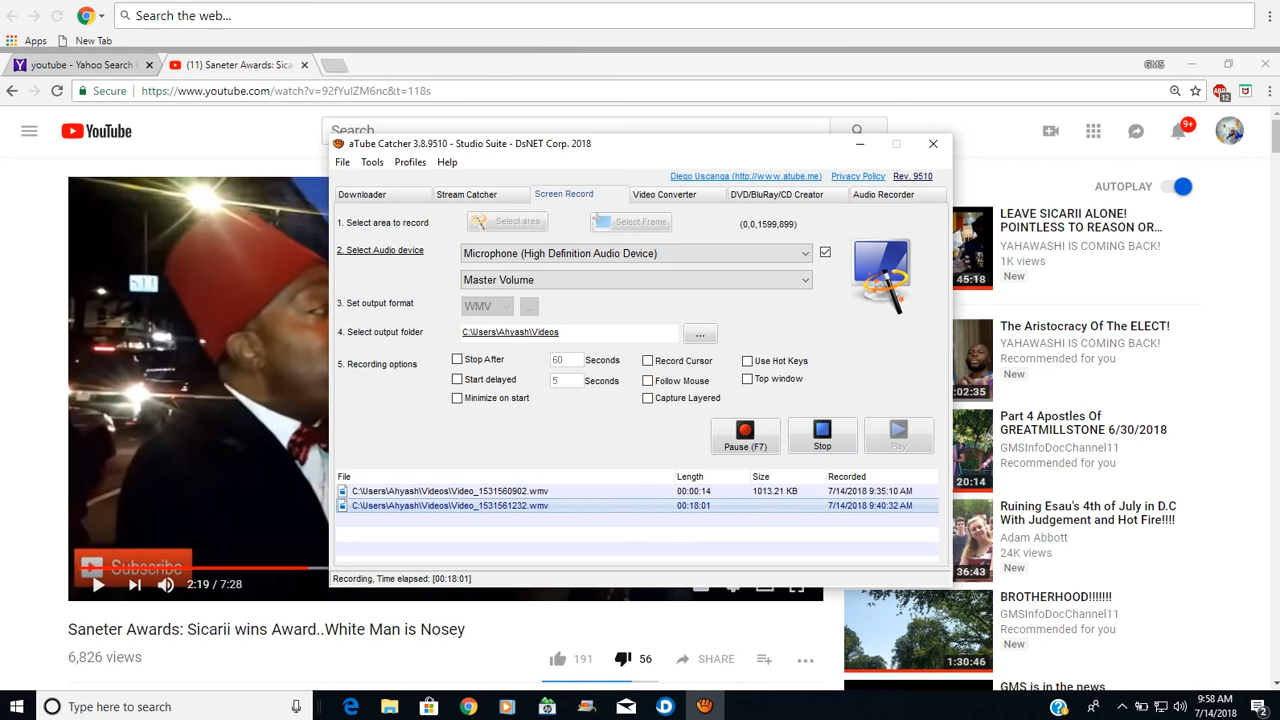 Search the web...
Apps New Tab
youtube - Yahoo Search (11) Saneter Awards: Sica GMS
Secure https://www.youtube.com/watch?v=92fYulZM6nc&t=118s
ABP 12
YouTube Search 9+
aTube Catcher 3.8.9510 - Studio Suite - DsNET Corp. 2018
File Tools Profiles Help
Diego Uscanga (http://www.atube.me) Privacy Policy Rev. 9510
Downloader Stream Catcher Screen Record Video Converter DVD/BluRay/CD Creator Audio Recorder
1. Select area to record Select area Select Frame (0,0,1599,899)
2. Select Audio device Microphone (High Definition Audio Device)
Master Volume
3. Set output format WMV ...
4. Select output folder C:\Users\Ahyash\Videos ...
5. Recording options
Stop After 60 Seconds Record Cursor Use Hot Keys
Start delayed 5 Seconds Follow Mouse Top window
Minimize on start Capture Layered
Pause (F7) Stop Play
File Length Size Recorded
C:\Users\Ahyash\Videos\Video_1531560902.wmv 00:00:14 1013.21 KB 7/14/2018 9:35:10 AM
C:\Users\Ahyash\Videos\Video_1531561232.wmv 00:18:01 7/14/2018 9:40:32 AM
Recording, Time elapsed: [00:18:01]
Subscribe
2:19 / 7:28
Saneter Awards: Sicarii wins Award..White Man is Nosey
6,826 views
191 56 SHARE
AUTOPLAY
LEAVE SICARII ALONE!
POINTLESS TO REASON OR...
YAHAWASHI IS COMING BACK!
1K views
New
45:18
The Aristocracy Of The ELECT!
YAHAWASHI IS COMING BACK!
Recommended for you
New
:02:35
Part 4 Apostles Of
GREATMILLSTONE 6/30/2018
GMSInfoDocChannel11
Recommended for you
20:14
Ruining Esau's 4th of July in D.C
With Judgement and Hot Fire!!!!
Adam Abbott
24K views
New
36:43
BROTHERHOOD!!!!!!!
GMSInfoDocChannel11
Recommended for you
New
1:30:46
GMS is in the news
Type here to search
9:58 AM
7/14/2018
2